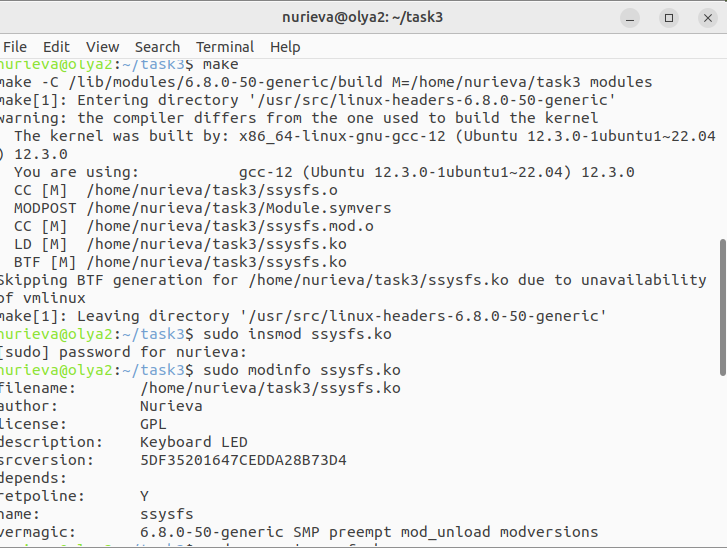 nurieva@olya2: ~/task3
File Edit View Search Terminal Help
nurieva@olya2:~/task3$ make
make -C /lib/modules/6.8.0-50-generic/build M=/home/nurieva/task3 modules
make[1]: Entering directory '/usr/src/linux-headers-6.8.0-50-generic'
warning: the compiler differs from the one used to build the kernel
  The kernel was built by: x86_64-linux-gnu-gcc-12 (Ubuntu 12.3.0-1ubuntu1~22.04
) 12.3.0
  You are using:           gcc-12 (Ubuntu 12.3.0-1ubuntu1~22.04) 12.3.0
  CC [M]  /home/nurieva/task3/ssysfs.o
  MODPOST /home/nurieva/task3/Module.symvers
  CC [M]  /home/nurieva/task3/ssysfs.mod.o
  LD [M]  /home/nurieva/task3/ssysfs.ko
  BTF [M] /home/nurieva/task3/ssysfs.ko
Skipping BTF generation for /home/nurieva/task3/ssysfs.ko due to unavailability
of vmlinux
make[1]: Leaving directory '/usr/src/linux-headers-6.8.0-50-generic'
nurieva@olya2:~/task3$ sudo insmod ssysfs.ko
[sudo] password for nurieva:
nurieva@olya2:~/task3$ sudo modinfo ssysfs.ko
filename:       /home/nurieva/task3/ssysfs.ko
author:         Nurieva
license:        GPL
description:    Keyboard LED
srcversion:     5DF35201647CEDDA28B73D4
depends:
retpoline:      Y
name:           ssysfs
vermagic:       6.8.0-50-generic SMP preempt mod_unload modversions